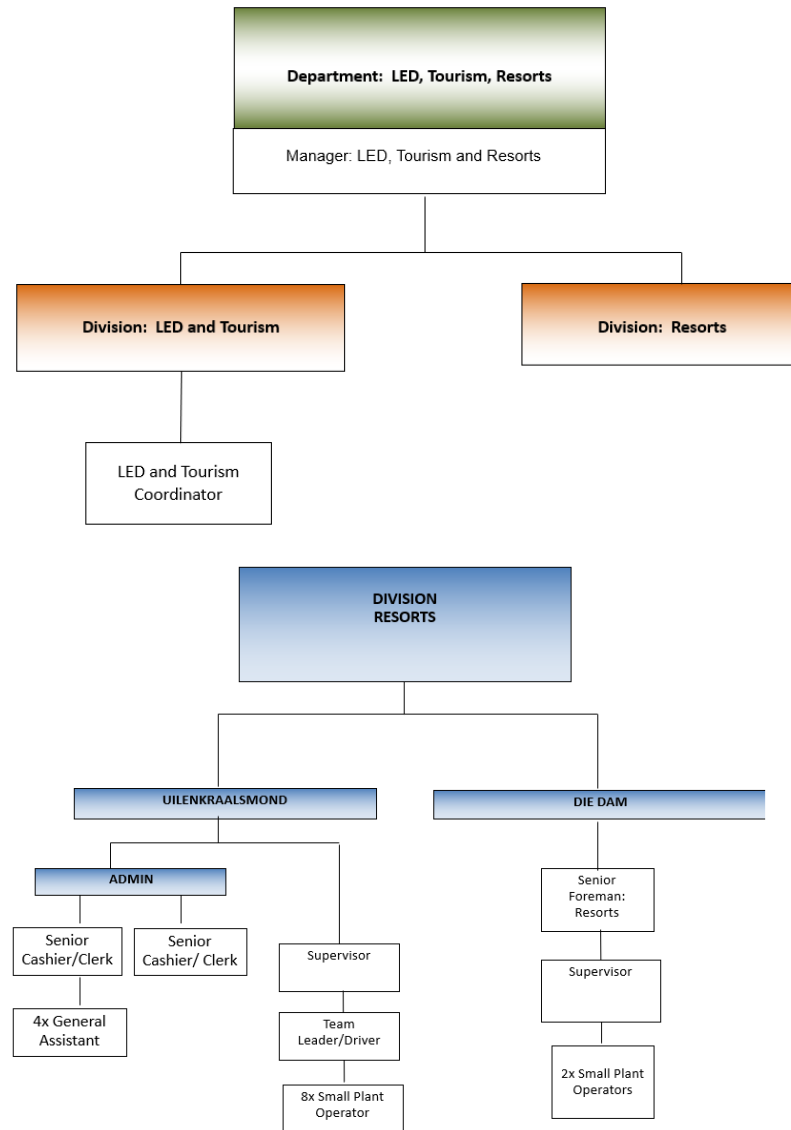 Department:  LED, Tourism, Resorts
Manager: LED, Tourism and Resorts
Division:  LED and Tourism
Division:  Resorts
LED and Tourism
Coordinator
DIVISION
RESORTS
UILENKRAALSMOND
DIE DAM
ADMIN
Senior
Cashier/Clerk
Senior
Cashier/ Clerk
4x General
Assistant
Supervisor
Team
Leader/Driver
8x Small Plant
Operator
Senior
Foreman:
Resorts
Supervisor
2x Small Plant
Operators